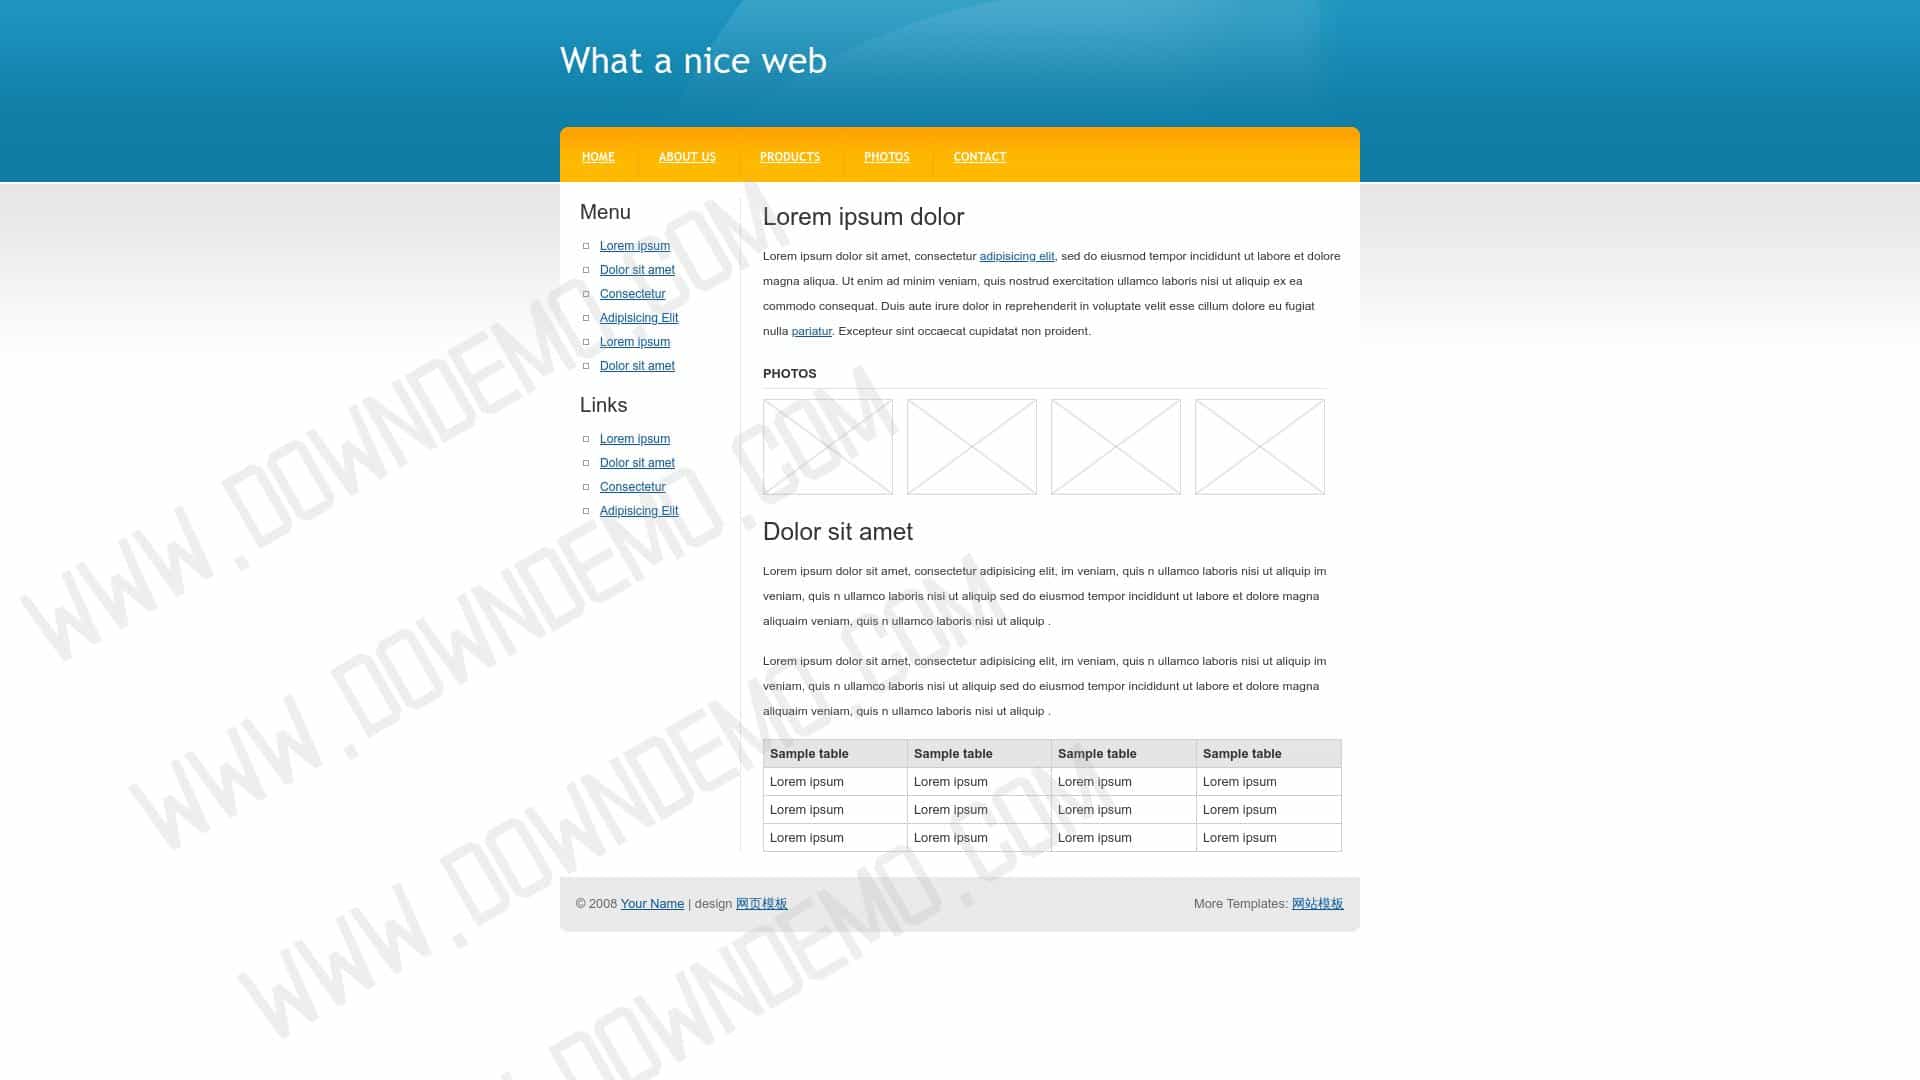 What a nice web
HOME ABOUT US PRODUCTS PHOTOS CONTACT
Menu
Lorem ipsum
Dolor sit amet
Consectetur
Adipisicing Elit
Lorem ipsum
Dolor sit amet
Links
Lorem ipsum
Dolor sit amet
Consectetur
Adipisicing Elit
Lorem ipsum dolor
Lorem ipsum dolor sit amet, consectetur adipisicing elit, sed do eiusmod tempor incididunt ut labore et dolore
magna aliqua. Ut enim ad minim veniam, quis nostrud exercitation ullamco laboris nisi ut aliquip ex ea
commodo consequat. Duis aute irure dolor in reprehenderit in voluptate velit esse cillum dolore eu fugiat
nulla pariatur. Excepteur sint occaecat cupidatat non proident.
PHOTOS
Dolor sit amet
Lorem ipsum dolor sit amet, consectetur adipisicing elit, im veniam, quis n ullamco laboris nisi ut aliquip im
veniam, quis n ullamco laboris nisi ut aliquip sed do eiusmod tempor incididunt ut labore et dolore magna
aliquaim veniam, quis n ullamco laboris nisi ut aliquip .
Lorem ipsum dolor sit amet, consectetur adipisicing elit, im veniam, quis n ullamco laboris nisi ut aliquip im
veniam, quis n ullamco laboris nisi ut aliquip sed do eiusmod tempor incididunt ut labore et dolore magna
aliquaim veniam, quis n ullamco laboris nisi ut aliquip .
Sample table Sample table Sample table Sample table
Lorem ipsum Lorem ipsum Lorem ipsum Lorem ipsum
Lorem ipsum Lorem ipsum Lorem ipsum Lorem ipsum
Lorem ipsum Lorem ipsum Lorem ipsum Lorem ipsum
© 2008 Your Name | design 网页模板
More Templates: 网站模板
WWW.DOWNDEMO.COM
WWW.DOWNDEMO.COM
WWW.DOWNDEMO.COM
DOWNDEMO.COM